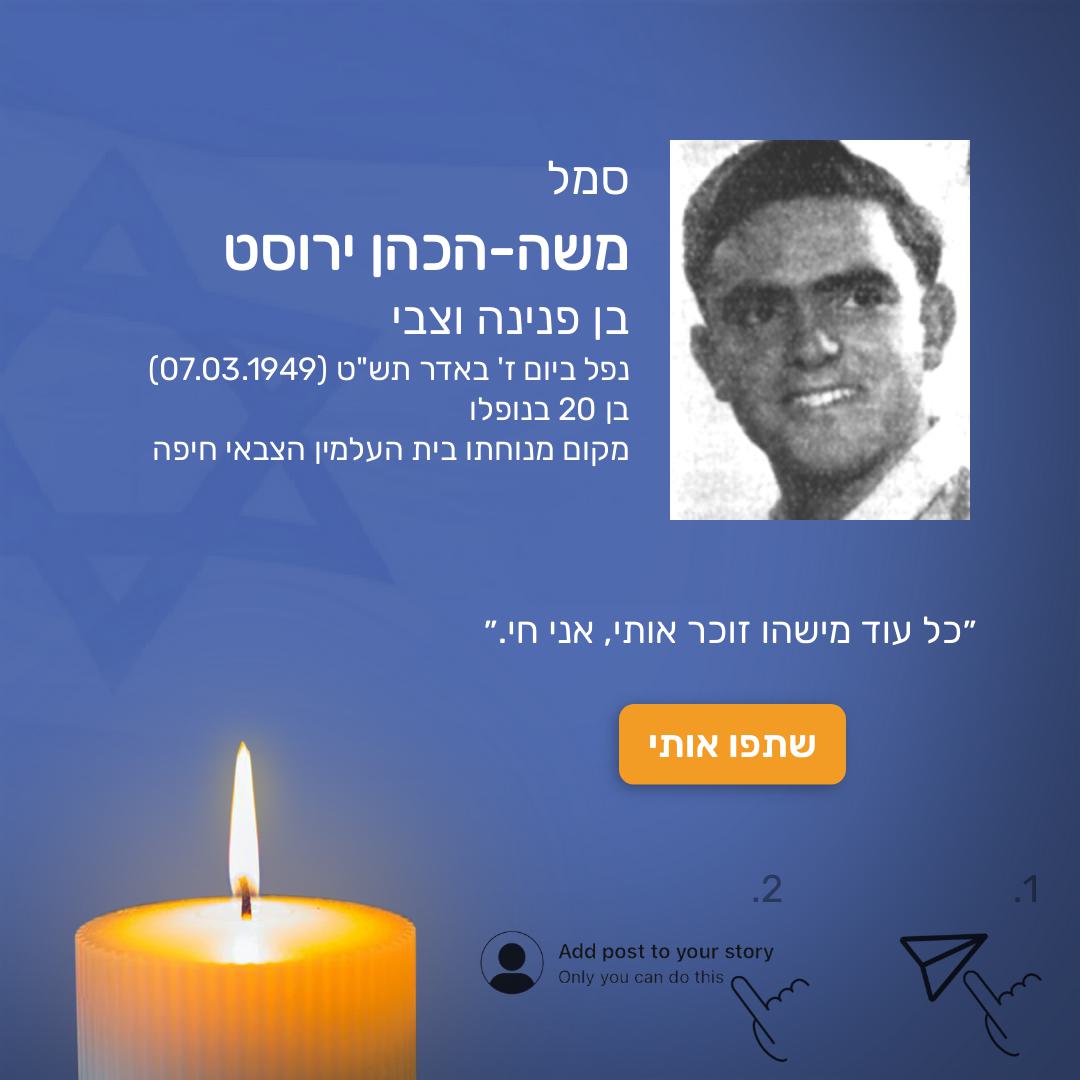 סמל
משה-הכהן ירוסט
בן פנינה וצבי
נפל ביום ז' באדר תש"ט (07.03.1949)
בן 20 בנופלו
מקום מנוחתו בית העלמין הצבאי חיפה
״כל עוד מישהו זוכר אותי, אני חי.״
שתפו אותי
1.
2.
Add post to your story
Only you can do this